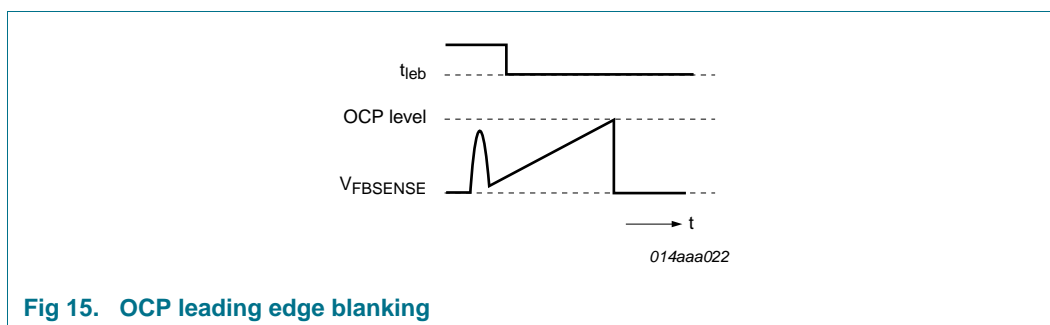 tleb
OCP level
VFBSENSE
t
014aaa022
Fig 15. OCP leading edge blanking